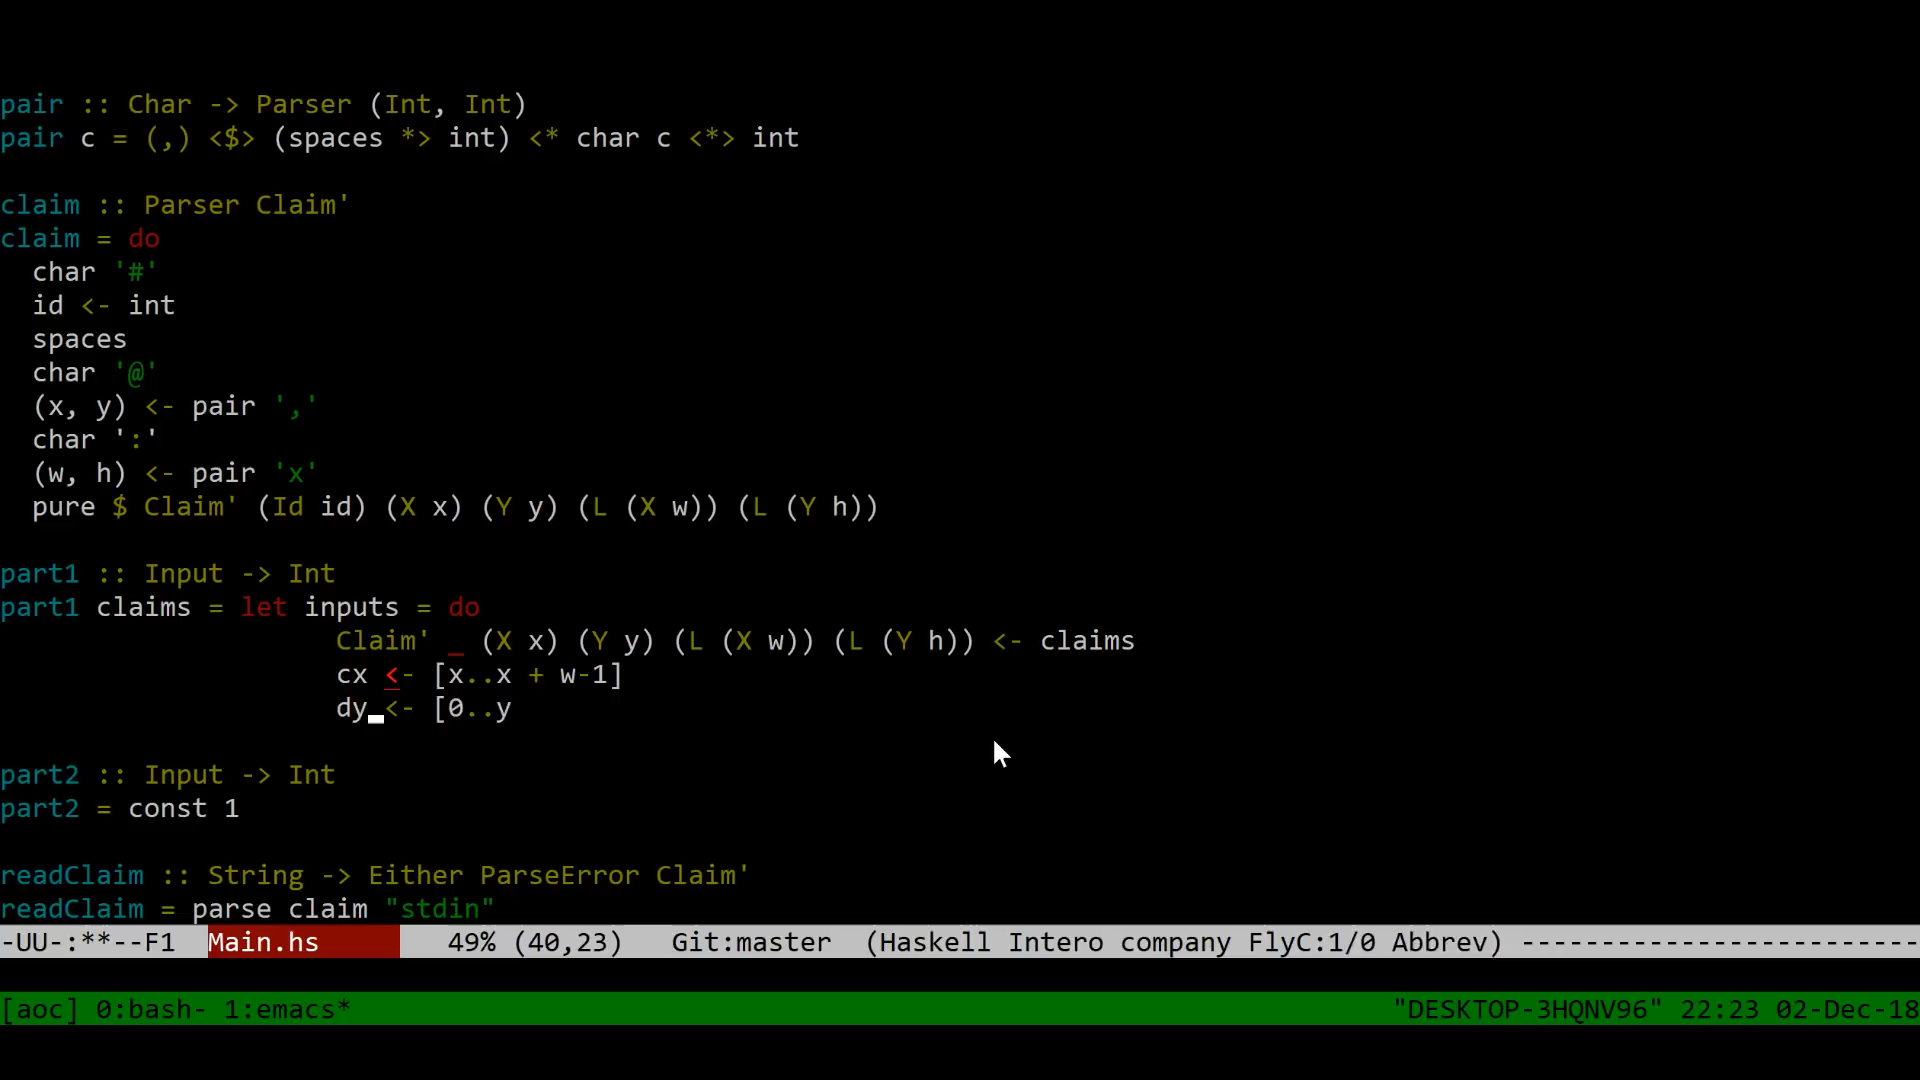 pair :: Char -> Parser (Int, Int)
pair c = (,) <$> (spaces *> int) <* char c <*> int
claim :: Parser Claim'
claim = do
  char '#'
  id <- int
  spaces
  char '@'
  (x, y) <- pair ','
  char ':'
  (w, h) <- pair 'x'
  pure $ Claim' (Id id) (X x) (Y y) (L (X w)) (L (Y h))
part1 :: Input -> Int
part1 claims = let inputs = do
                     Claim' _ (X x) (Y y) (L (X w)) (L (Y h)) <- claims
                     cx <- [x..x + w-1]
                     dy <- [0..y
part2 :: Input -> Int
part2 = const 1
readClaim :: String -> Either ParseError Claim'
readClaim = parse claim "stdin"
-UU-:**--F1  Main.hs        49% (40,23)   Git:master  (Haskell Intero company FlyC:1/0 Abbrev) -------------------------
[aoc] 0:bash- 1:emacs* "DESKTOP-3HQNV96" 22:23 02-Dec-18